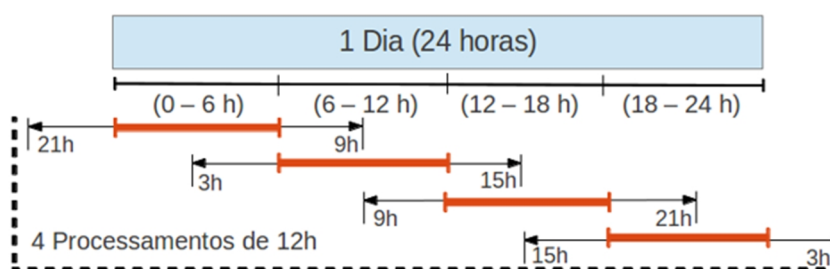 1 Dia (24 horas)
(0 – 6 h) (6 – 12 h) (12 – 18 h) (18 – 24 h)
21h 9h
3h 15h
9h 21h
4 Processamentos de 12h 15h 3h